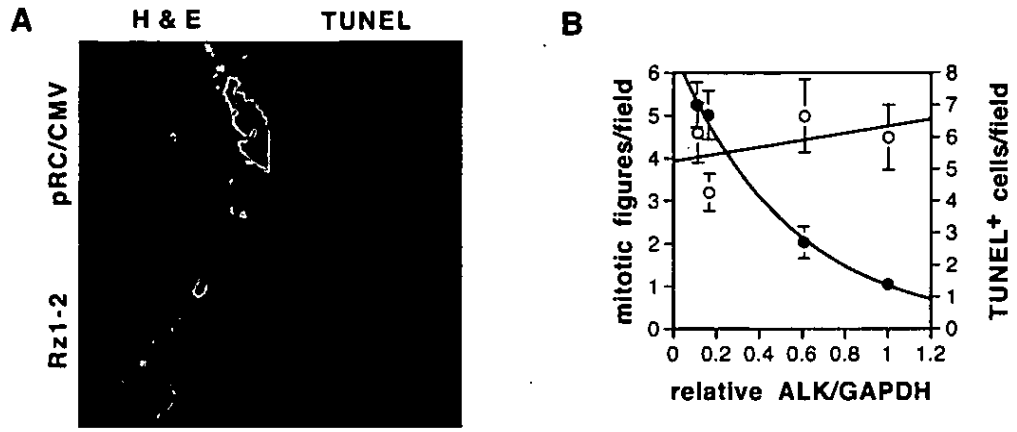 A
H & E
TUNEL
pRC/CMV
Rz1-2
B
mitotic figures/field
6
5
4
3
2
1
0
8
7
6
5
4
3
2
1
0
TUNEL+ cells/field
0 0.2 0.4 0.6 0.8 1 1.2
relative ALK/GAPDH